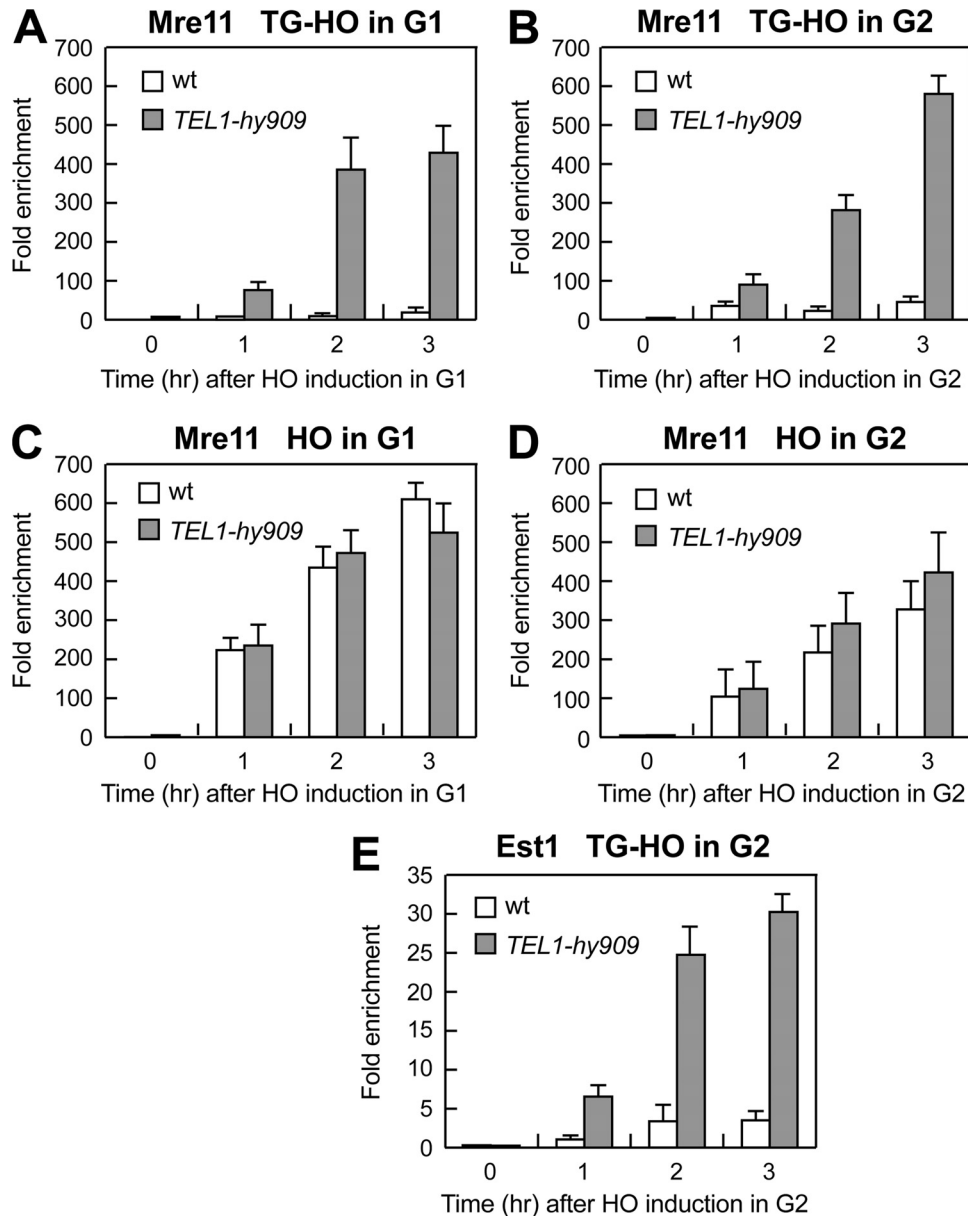 A
Mre11 TG-HO in G1
700
600
500
400
300
200
100
0
Fold enrichment
wt
TEL1-hy909
0 1 2 3
Time (hr) after HO induction in G1
B
Mre11 TG-HO in G2
700
600
500
400
300
200
100
0
Fold enrichment
wt
TEL1-hy909
0 1 2 3
Time (hr) after HO induction in G2
C
Mre11 HO in G1
700
600
500
400
300
200
100
0
Fold enrichment
wt
TEL1-hy909
0 1 2 3
Time (hr) after HO induction in G1
D
Mre11 HO in G2
700
600
500
400
300
200
100
0
Fold enrichment
wt
TEL1-hy909
0 1 2 3
Time (hr) after HO induction in G2
E
Est1 TG-HO in G2
35
30
25
20
15
10
5
0
Fold enrichment
wt
TEL1-hy909
0 1 2 3
Time (hr) after HO induction in G2